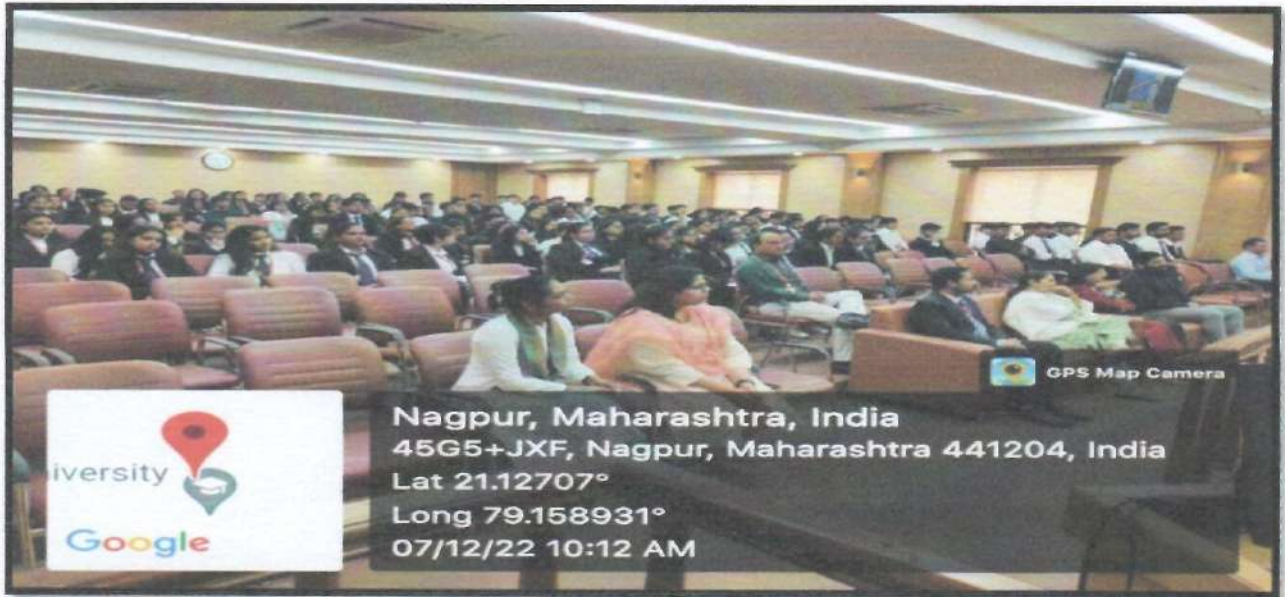 GPS Map Camera
Nagpur, Maharashtra, India
45G5+JXF, Nagpur, Maharashtra 441204, India
Lat 21.12707°
Long 79.158931°
07/12/22 10:12 AM
iversity
Google